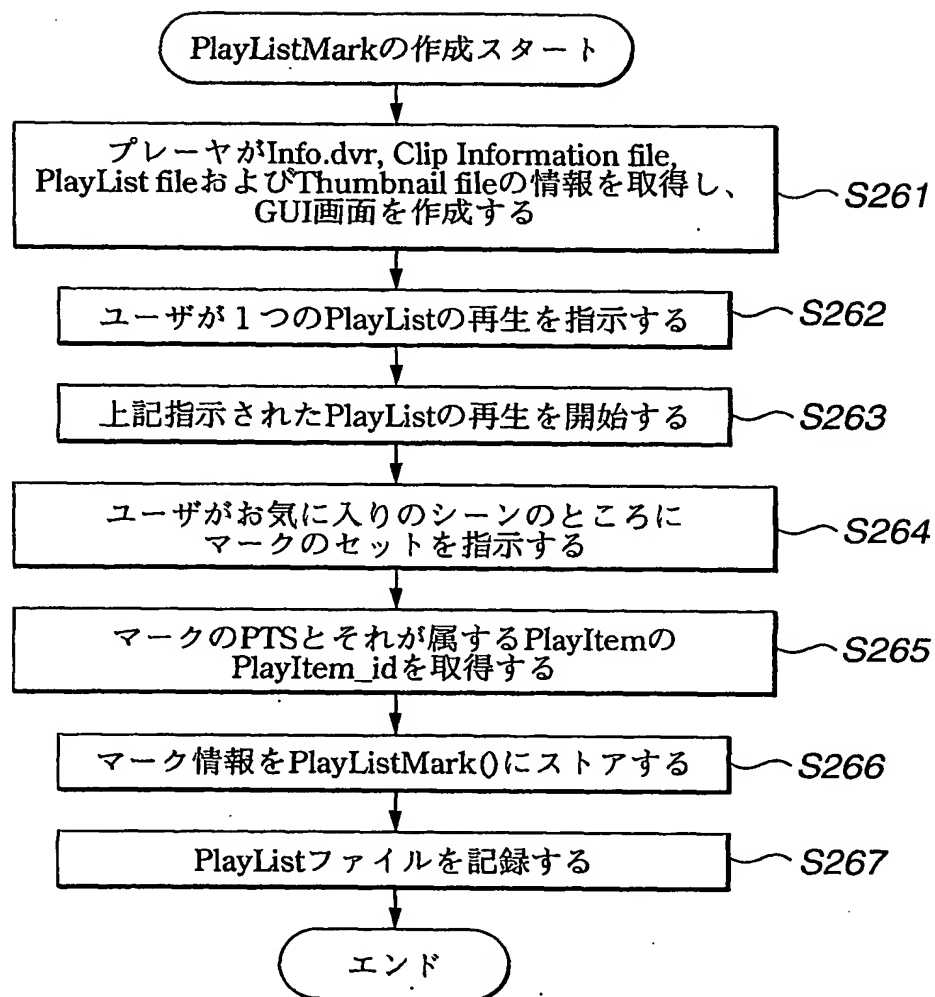 PlayListMarkの作成スタート
プレーヤがInfo.dvr, Clip Information file,
PlayList fileおよびThumbnail fileの情報を取得し、
GUI画面を作成する
S261
ユーザが1つのPlayListの再生を指示する
S262
上記指示されたPlayListの再生を開始する
S263
ユーザがお気に入りのシーンのところに
マークのセットを指示する
S264
マークのPTSとそれが属するPlayItemの
PlayItem_idを取得する
S265
マーク情報をPlayListMark()にストアする
S266
PlayListファイルを記録する
S267
エンド